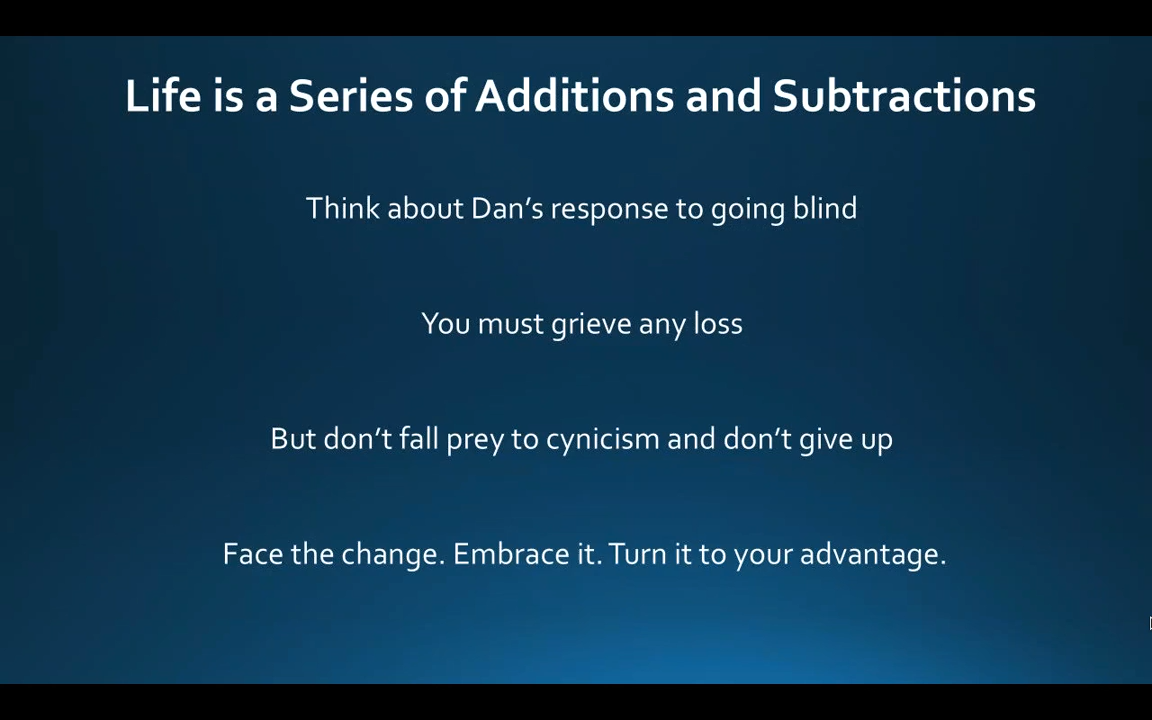 Life is a Series of Additions and Subtractions
Think about Dan’s response to going blind
You must grieve any loss
But don’t fall prey to cynicism and don’t give up
Face the change. Embrace it. Turn it to your advantage.